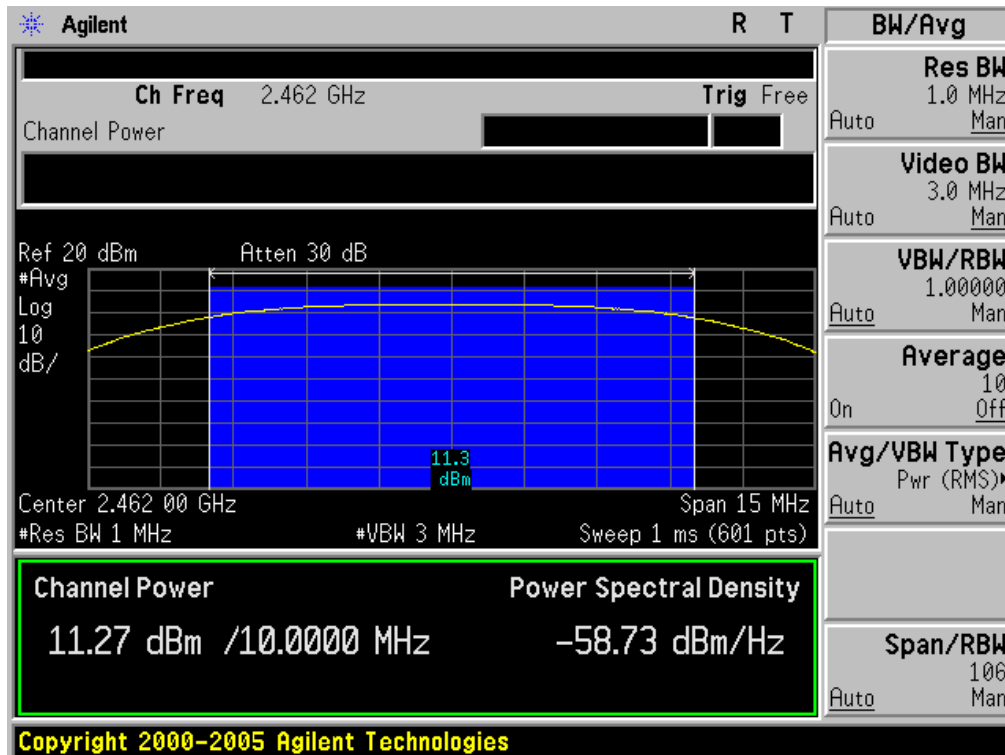 Agilent R T BW/Avg
Ch Freq 2.462 GHz Trig Free
Channel Power
Ref 20 dBm Atten 30 dB
#Avg
Log
10
dB/
11.3
dBm
Center 2.462 00 GHz Span 15 MHz
#Res BW 1 MHz #VBW 3 MHz Sweep 1 ms (601 pts)
Channel Power Power Spectral Density
11.27 dBm /10.0000 MHz -58.73 dBm/Hz
Res BW
1.0 MHz
Auto Man
Video BW
3.0 MHz
Auto Man
VBW/RBW
1.00000
Auto Man
Average
10
On Off
Avg/VBW Type
Pwr (RMS)
Auto Man
Span/RBW
106
Auto Man
Copyright 2000-2005 Agilent Technologies